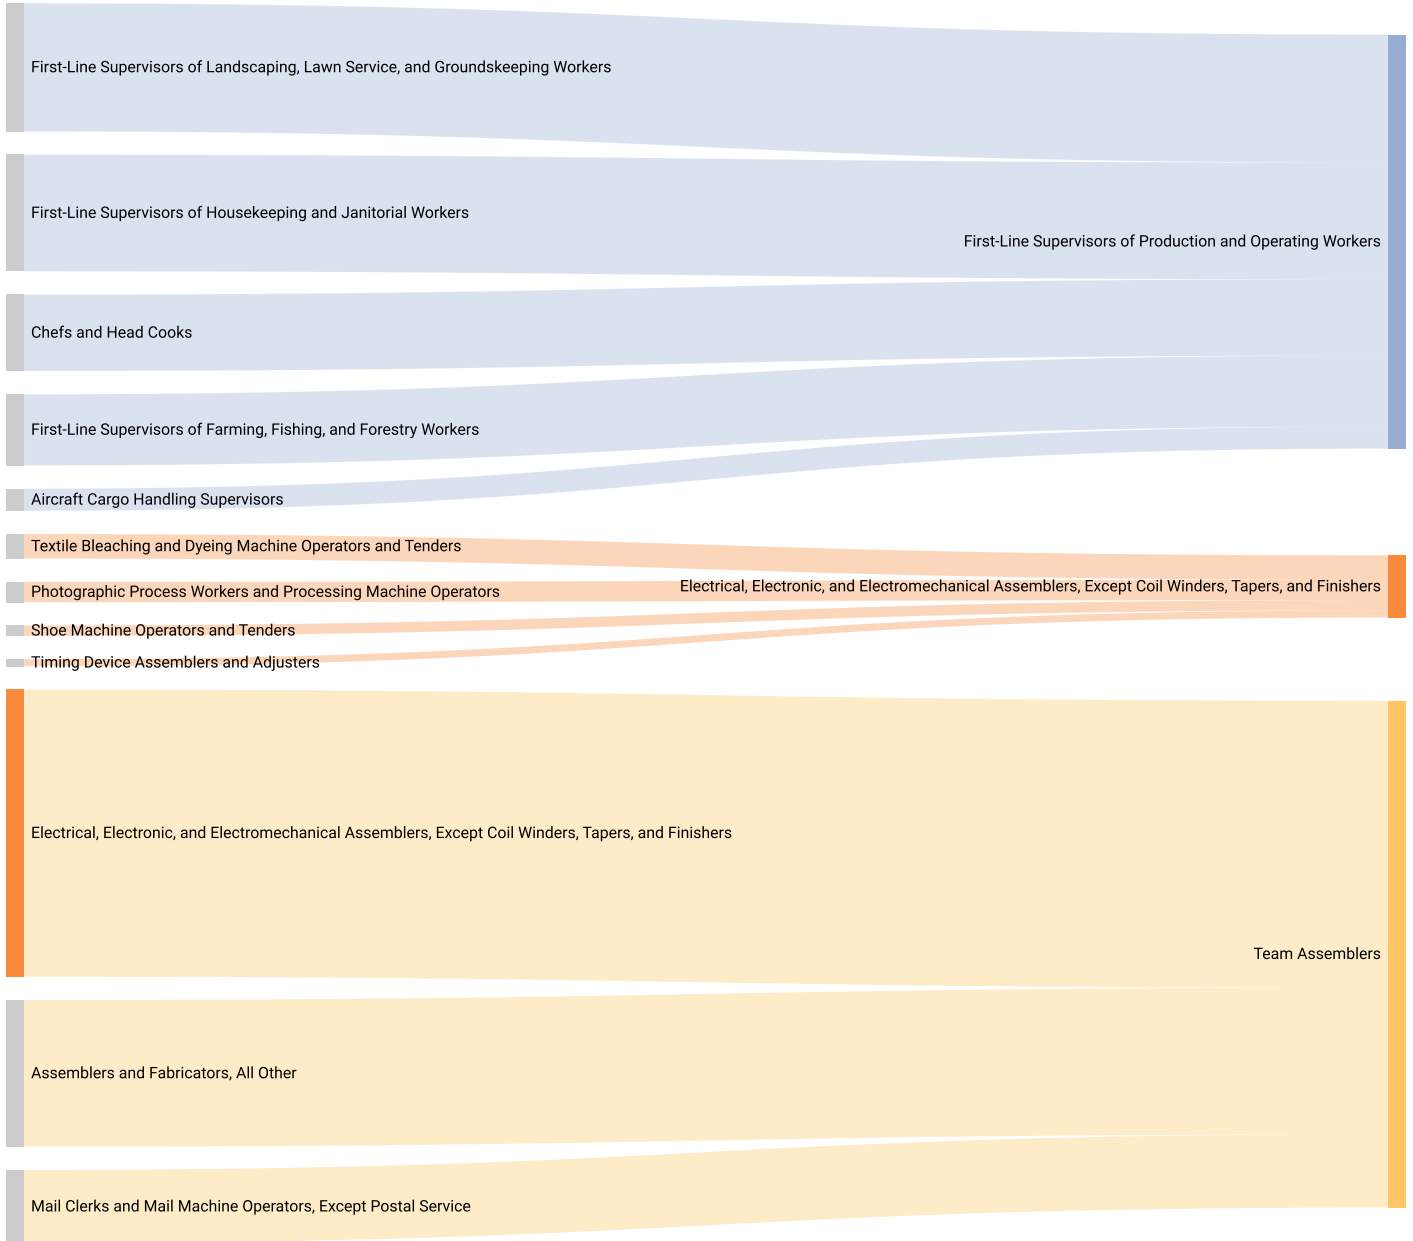 First-Line Supervisors of Landscaping, Lawn Service, and Groundskeeping Workers
First-Line Supervisors of Housekeeping and Janitorial Workers
First-Line Supervisors of Production and Operating Workers
Chefs and Head Cooks
First-Line Supervisors of Farming, Fishing, and Forestry Workers
Aircraft Cargo Handling Supervisors
Textile Bleaching and Dyeing Machine Operators and Tenders
Electrical, Electronic, and Electromechanical Assemblers, Except Coil Winders, Tapers, and Finishers
Photographic Process Workers and Processing Machine Operators
Shoe Machine Operators and Tenders
Timing Device Assemblers and Adjusters
Electrical, Electronic, and Electromechanical Assemblers, Except Coil Winders, Tapers, and Finishers
Team Assemblers
Assemblers and Fabricators, All Other
Mail Clerks and Mail Machine Operators, Except Postal Service